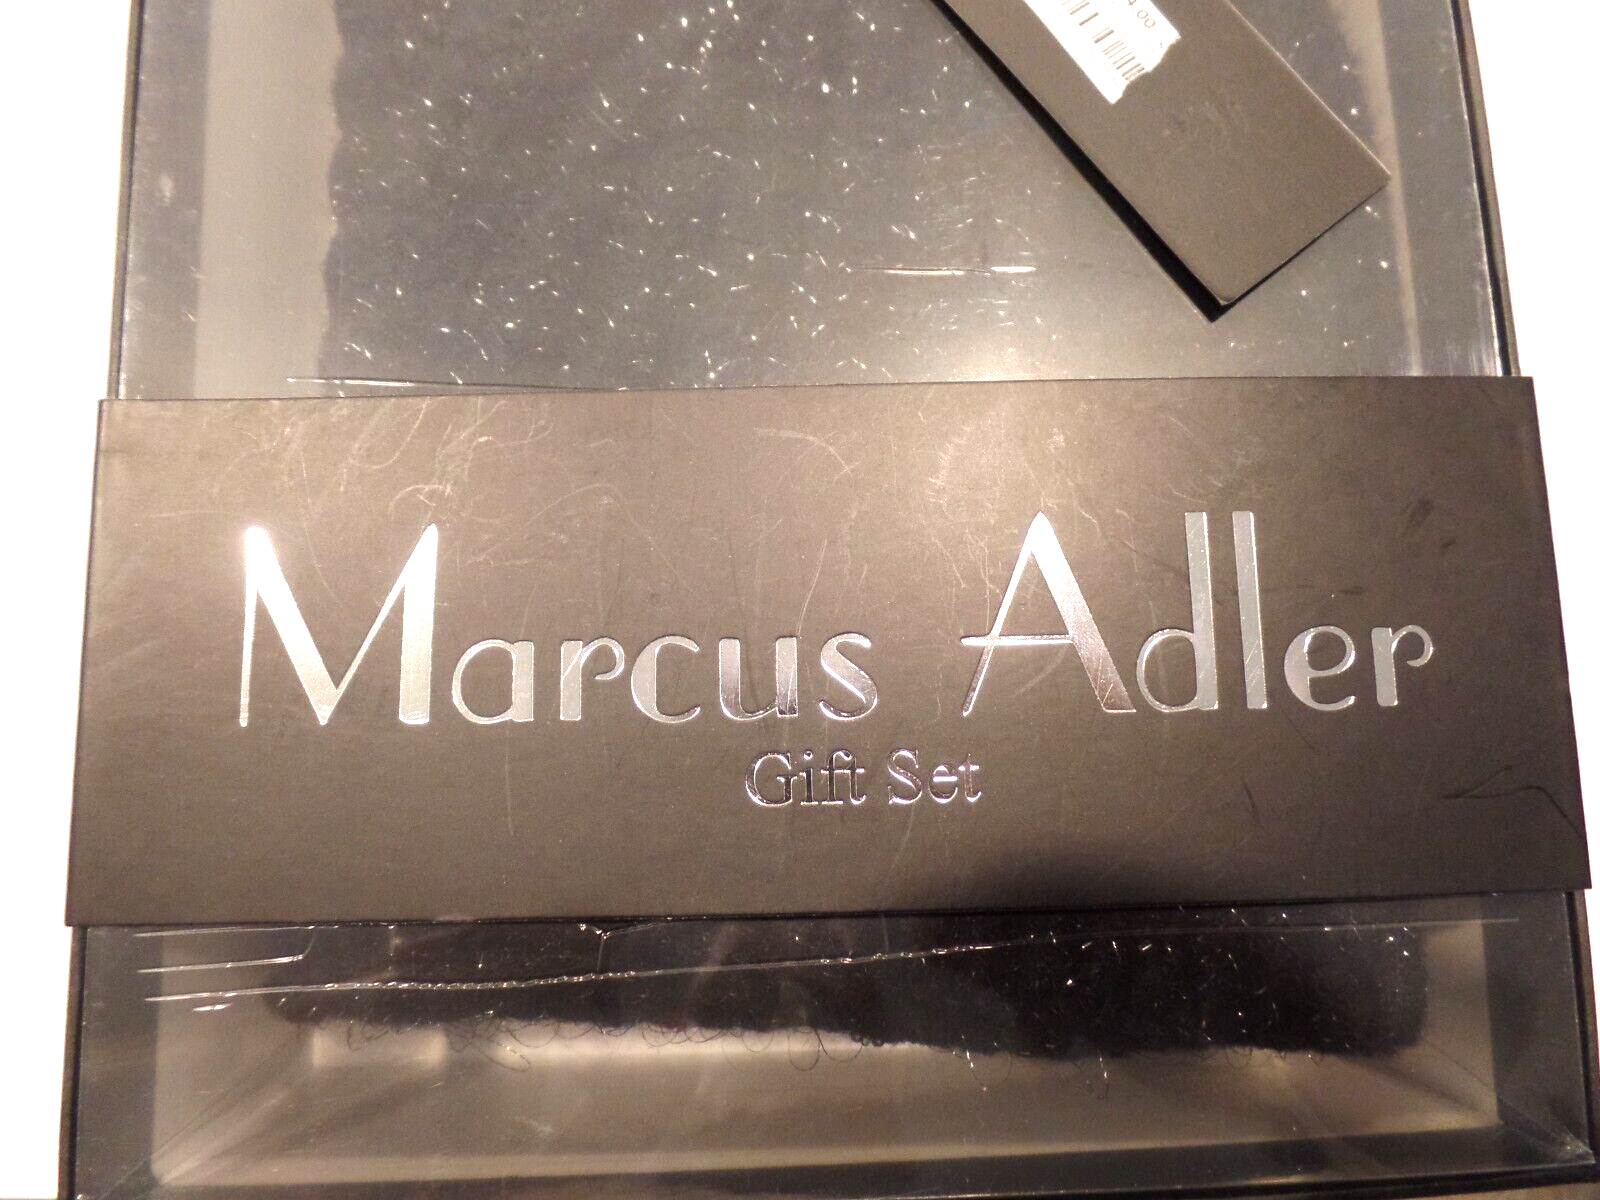 Marcus Adler
Gift Set